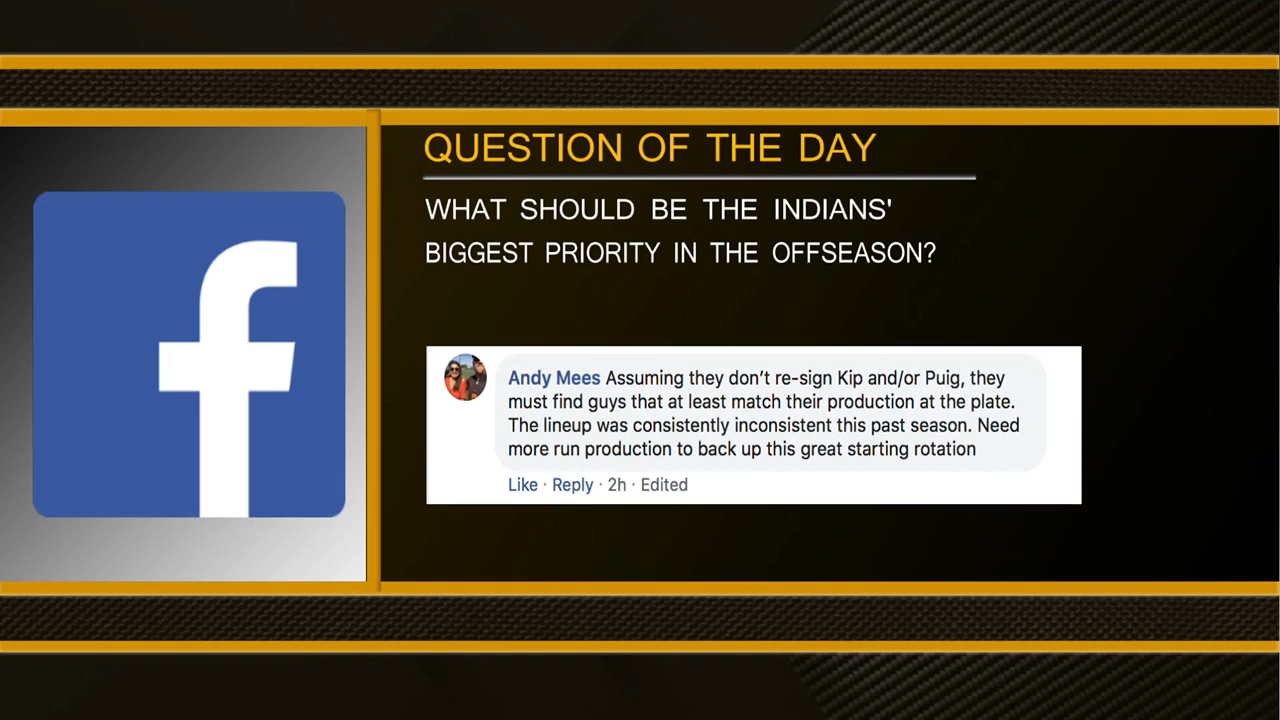 QUESTION OF THE DAY
WHAT SHOULD BE THE INDIANS'
BIGGEST PRIORITY IN THE OFFSEASON?
Andy Mees Assuming they don’t re-sign Kip and/or Puig, they
must find guys that at least match their production at the plate.
The lineup was consistently inconsistent this past season. Need
more run production to back up this great starting rotation
Like · Reply · 2h · Edited